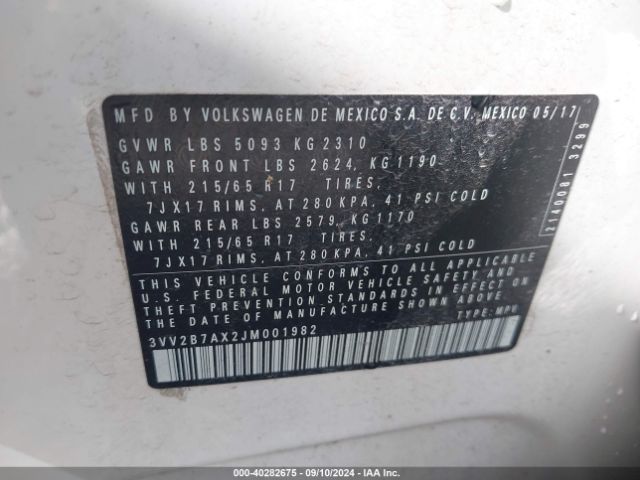 MFD BY VOLKSWAGEN DE MEXICO S.A. DE C.V. MEXICO 05/17
GVWR LBS 5093 KG 2310
GAWR FRONT LBS 2624, KG 1190
WITH 215/65 R17 TIRES,
7JX17 RIMS, AT 280 KPA, 41 PSI COLD
GAWR REAR LBS 2579, KG 1170
WITH 215/65 R17 TIRES,
7JX17 RIMS, AT 280 KPA, 41 PSI COLD
THIS VEHICLE CONFORMS TO ALL APPLICABLE
U.S. FEDERAL MOTOR VEHICLE SAFETY AND
THEFT PREVENTION STANDARDS IN EFFECT ON
THE DATE OF MANUFACTURE SHOWN ABOVE.
3VV2B7AX2JM001982 TYPE: MPV
2140081 3299
000-40282675 - 09/10/2024 - IAA Inc.